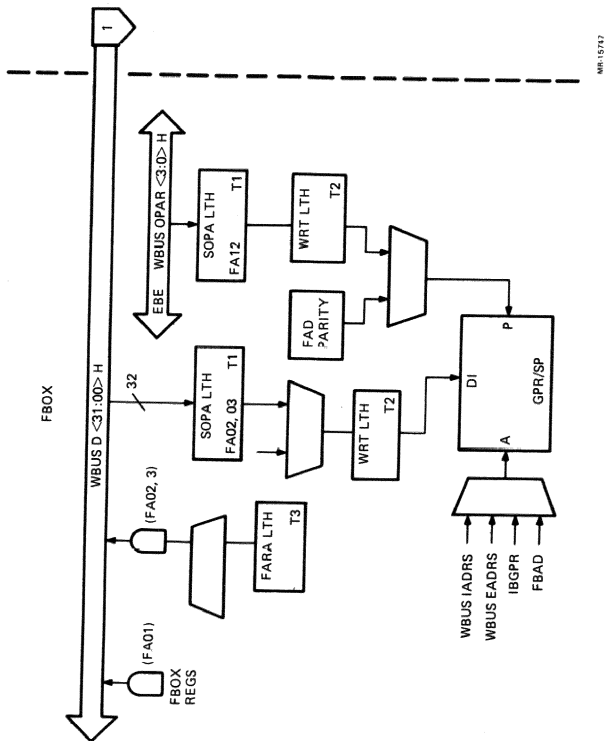 FBOX
1
WBUS D <31:00> H
EBE WBUS OPAR <3:0> H
32
(FA01)
FBOX
REGS
(FA02, 3)
FARA LTH
T3
SOPA LTH
T1
FA02, 03
WRT LTH
T2
SOPA LTH
T1
FA12
WRT LTH
T2
FAD
PARITY
DI
P
A
GPR/SP
WBUS IADRS
WBUS EADRS
IBGPR
FBAD
MR-15747